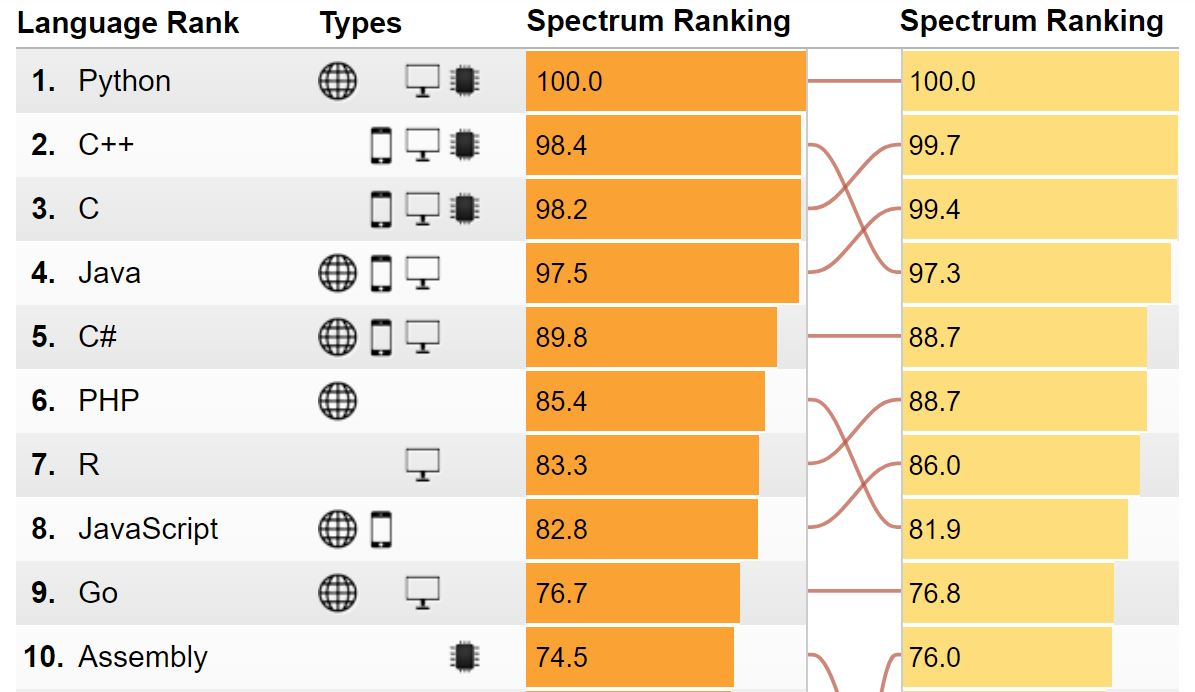 Language Rank Types Spectrum Ranking Spectrum Ranking
1. Python 100.0 100.0
2. C++ 98.4 99.7
3. C 98.2 99.4
4. Java 97.5 97.3
5. C# 89.8 88.7
6. PHP 85.4 88.7
7. R 83.3 86.0
8. JavaScript 82.8 81.9
9. Go 76.7 76.8
10. Assembly 74.5 76.0